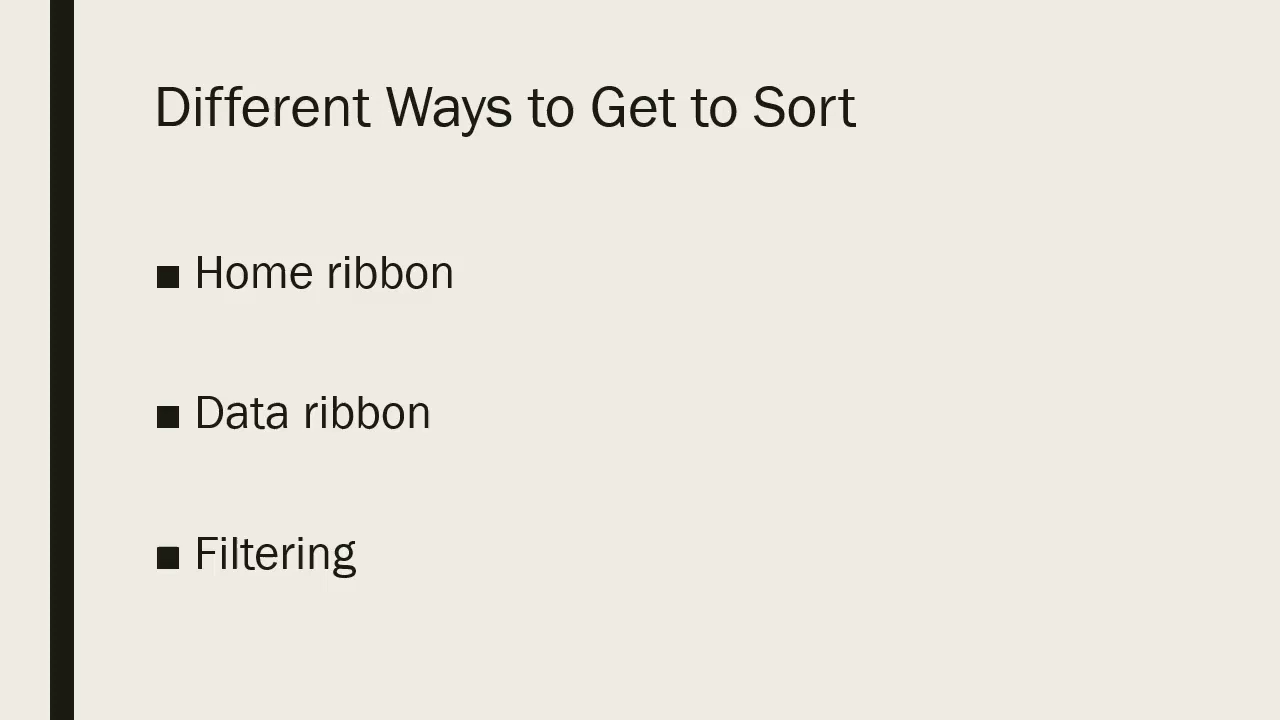 Different Ways to Get to Sort
■ Home ribbon
■ Data ribbon
■ Filtering